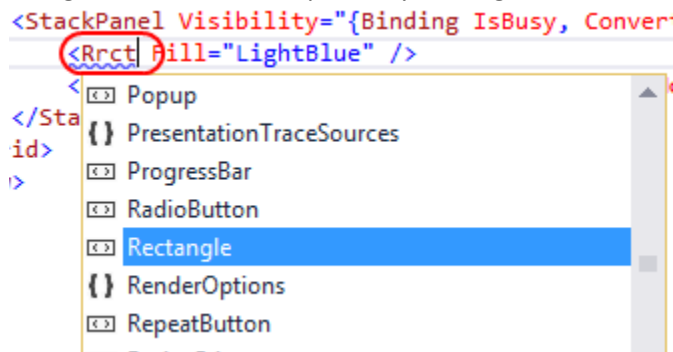 <StackPanel Visibility="{Binding IsBusy, Conver
<Rrct Fill="LightBlue" />
<
</Sta
id>
>
Popup
{ } PresentationTraceSources
ProgressBar
RadioButton
Rectangle
{ } RenderOptions
RepeatButton